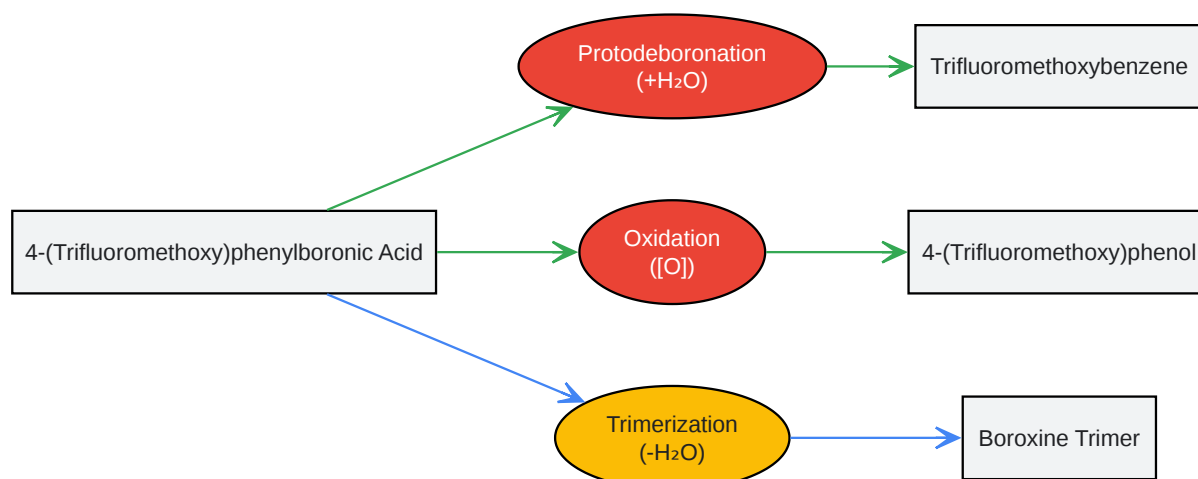 Protodeboronation
(+H₂O)
Trifluoromethoxybenzene
4-(Trifluoromethoxy)phenylboronic Acid
Oxidation
([O])
4-(Trifluoromethoxy)phenol
Trimerization
(-H₂O)
Boroxine Trimer